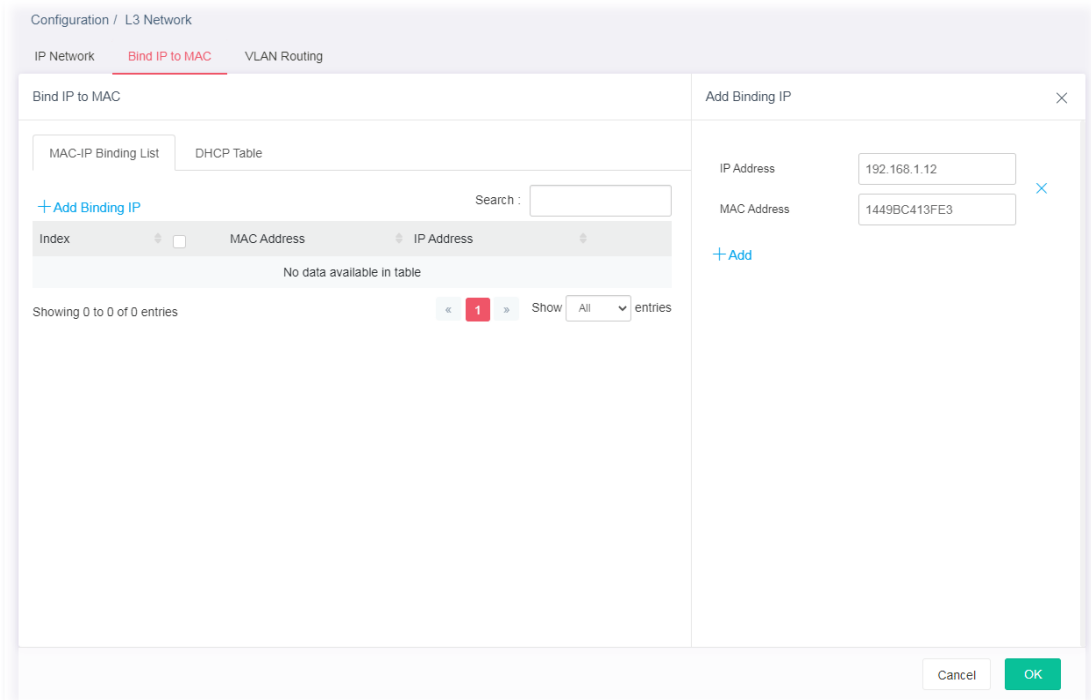 Configuration / L3 Network
IP Network Bind IP to MAC VLAN Routing
Bind IP to MAC
MAC-IP Binding List DHCP Table
+ Add Binding IP
Search :
Index MAC Address IP Address
No data available in table
Showing 0 to 0 of 0 entries
« 1 » Show All entries
Add Binding IP
IP Address 192.168.1.12
MAC Address 1449BC413FE3
+ Add
Cancel OK